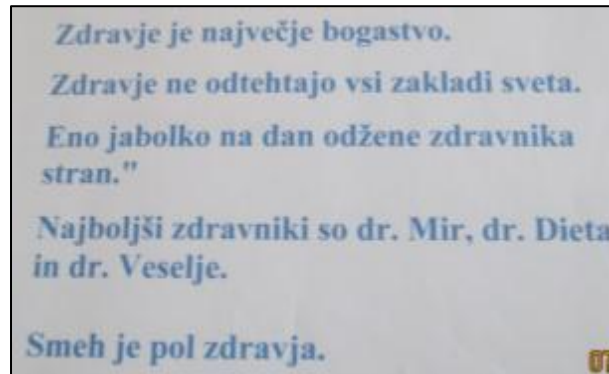 Zdravje je največje bogastvo.
Zdravje ne odtehtajo vsi zakladi sveta.
Eno jabolko na dan odžene zdravnika
stran."
Najboljši zdravniki so dr. Mir, dr. Dieta
in dr. Veselje.
Smeh je pol zdravja.